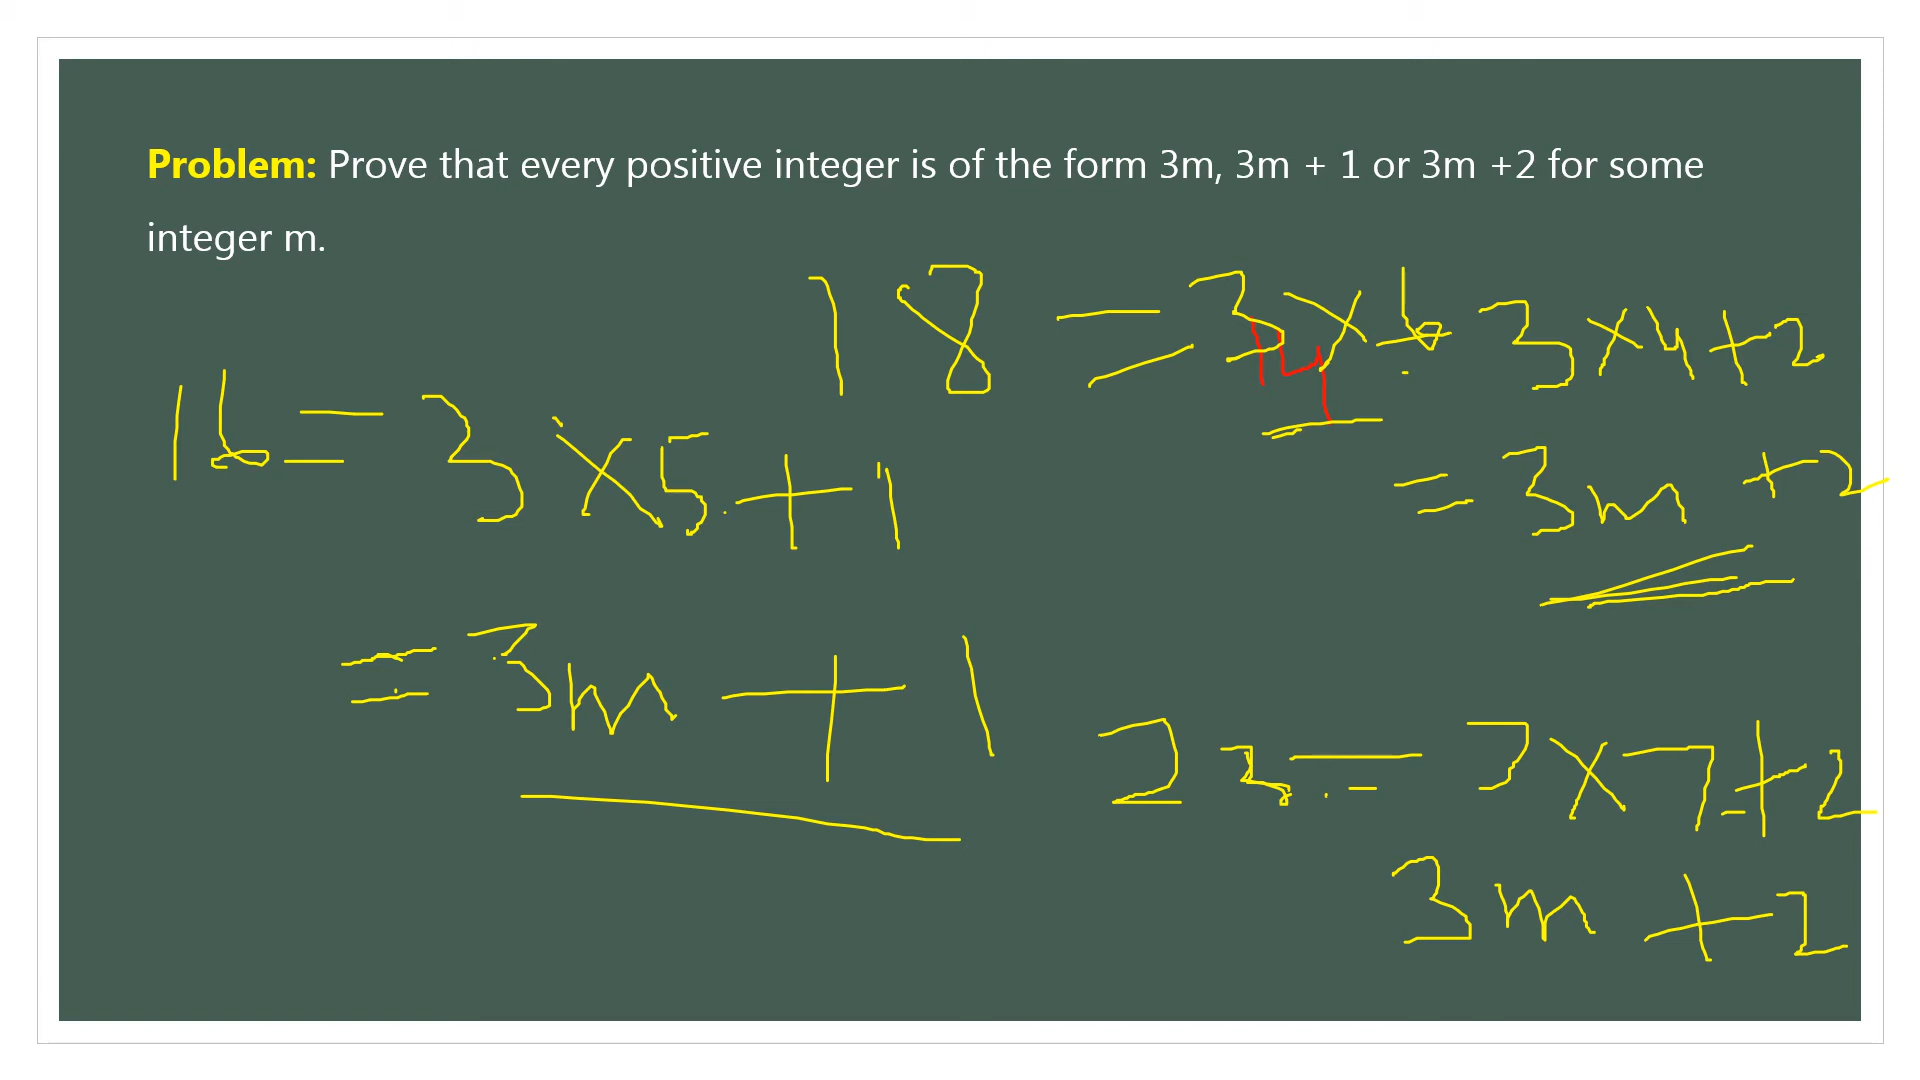 Problem: Prove that every positive integer is of the form 3m, 3m + 1 or 3m +2 for some
integer m.
18 = 3×6
14 3×4+2
16 = 3×5+1
= 3m +2
= 3m + 1
23 = 3×7+2
3m +2